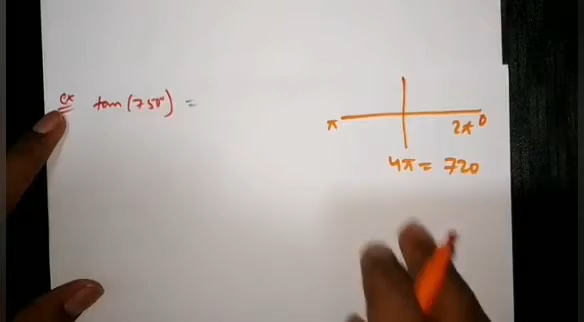 ex tan(750°) =
π 2π 0
4π = 720